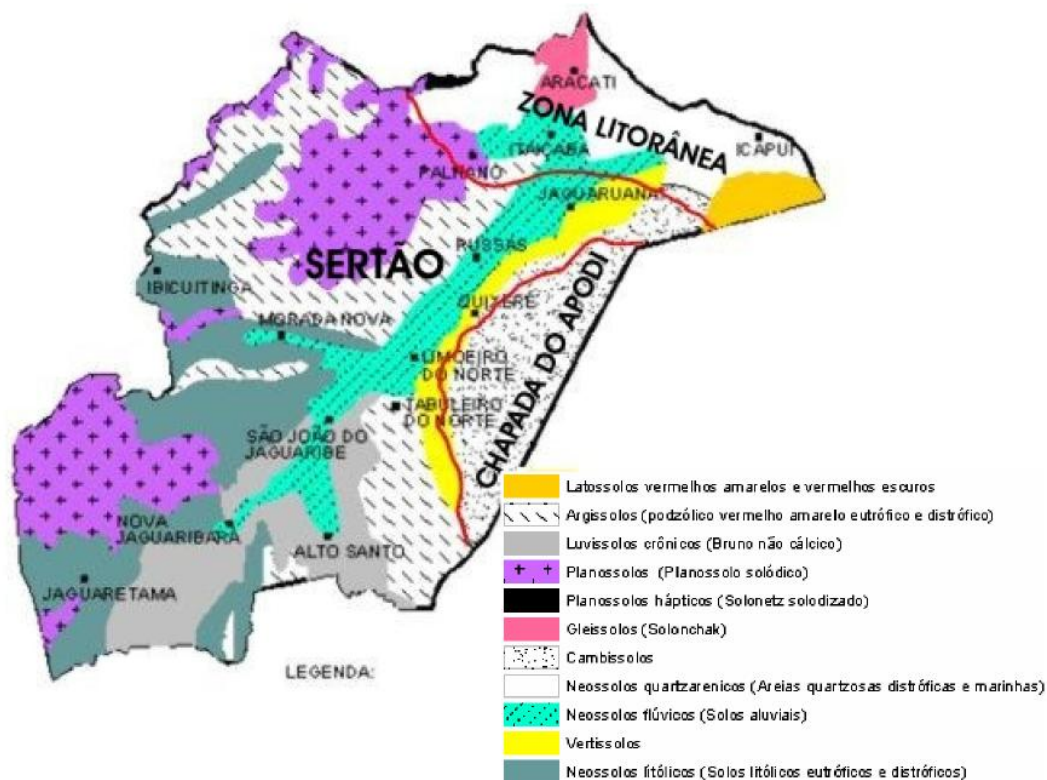 ARACATI
ZONA LITORÂNEA
ITAIÇABA
ICAPUI
PALHANO
JAGUARUANA
RUSSAS
SERTÃO
IBICUITINGA
QUIXERÉ
MORADA NOVA
CHAPADA DO APODI
LIMOEIRO
DO NORTE
TABULEIRO
DO NORTE
SÃO JOÃO DO
JAGUARIBE
NOVA
JAGUARIBARA
ALTO SANTO
JAGUARETAMA
LEGENDA:
Latossolos vermelhos amarelos e vermelhos escuros
Argissolos (podzólico vermelho amarelo eutrófico e distrófico)
Luvissolos crônicos (Bruno não cálcico)
Planossolos (Planossolo solódico)
Planossolos hápticos (Solonetz solodizado)
Gleissolos (Solonchak)
Cambissolos
Neossolos quartzarenicos (Areias quartzosas distróficas e marinhas)
Neossolos flúvicos (Solos aluviais)
Vertissolos
Neossolos litólicos (Solos litólicos eutróficos e distróficos)